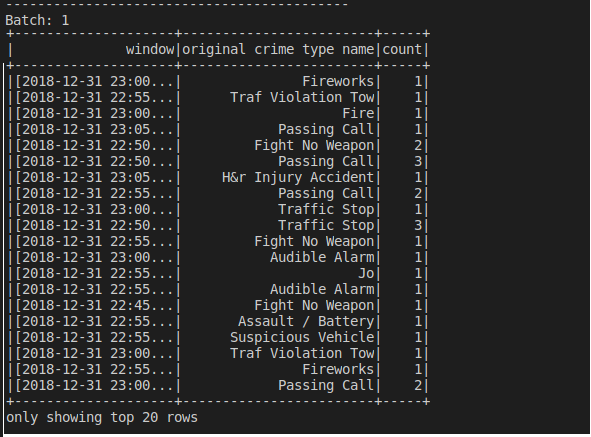 -------------------------------------------
Batch: 1
+--------------------+------------------------+-----+
|              window|original crime type name|count|
+--------------------+------------------------+-----+
|[2018-12-31 23:00...|               Fireworks|    1|
|[2018-12-31 22:55...|      Traf Violation Tow|    1|
|[2018-12-31 23:00...|                    Fire|    1|
|[2018-12-31 23:05...|            Passing Call|    1|
|[2018-12-31 22:50...|         Fight No Weapon|    2|
|[2018-12-31 22:50...|            Passing Call|    3|
|[2018-12-31 23:05...|     H&r Injury Accident|    1|
|[2018-12-31 22:55...|            Passing Call|    2|
|[2018-12-31 23:00...|            Traffic Stop|    1|
|[2018-12-31 22:50...|            Traffic Stop|    3|
|[2018-12-31 22:55...|         Fight No Weapon|    1|
|[2018-12-31 23:00...|           Audible Alarm|    1|
|[2018-12-31 22:55...|                      Jo|    1|
|[2018-12-31 22:55...|           Audible Alarm|    1|
|[2018-12-31 22:45...|         Fight No Weapon|    1|
|[2018-12-31 22:55...|       Assault / Battery|    1|
|[2018-12-31 22:55...|      Suspicious Vehicle|    1|
|[2018-12-31 23:00...|      Traf Violation Tow|    1|
|[2018-12-31 22:55...|               Fireworks|    1|
|[2018-12-31 22:50...|            Passing Call|    2|
+--------------------+------------------------+-----+
only showing top 20 rows